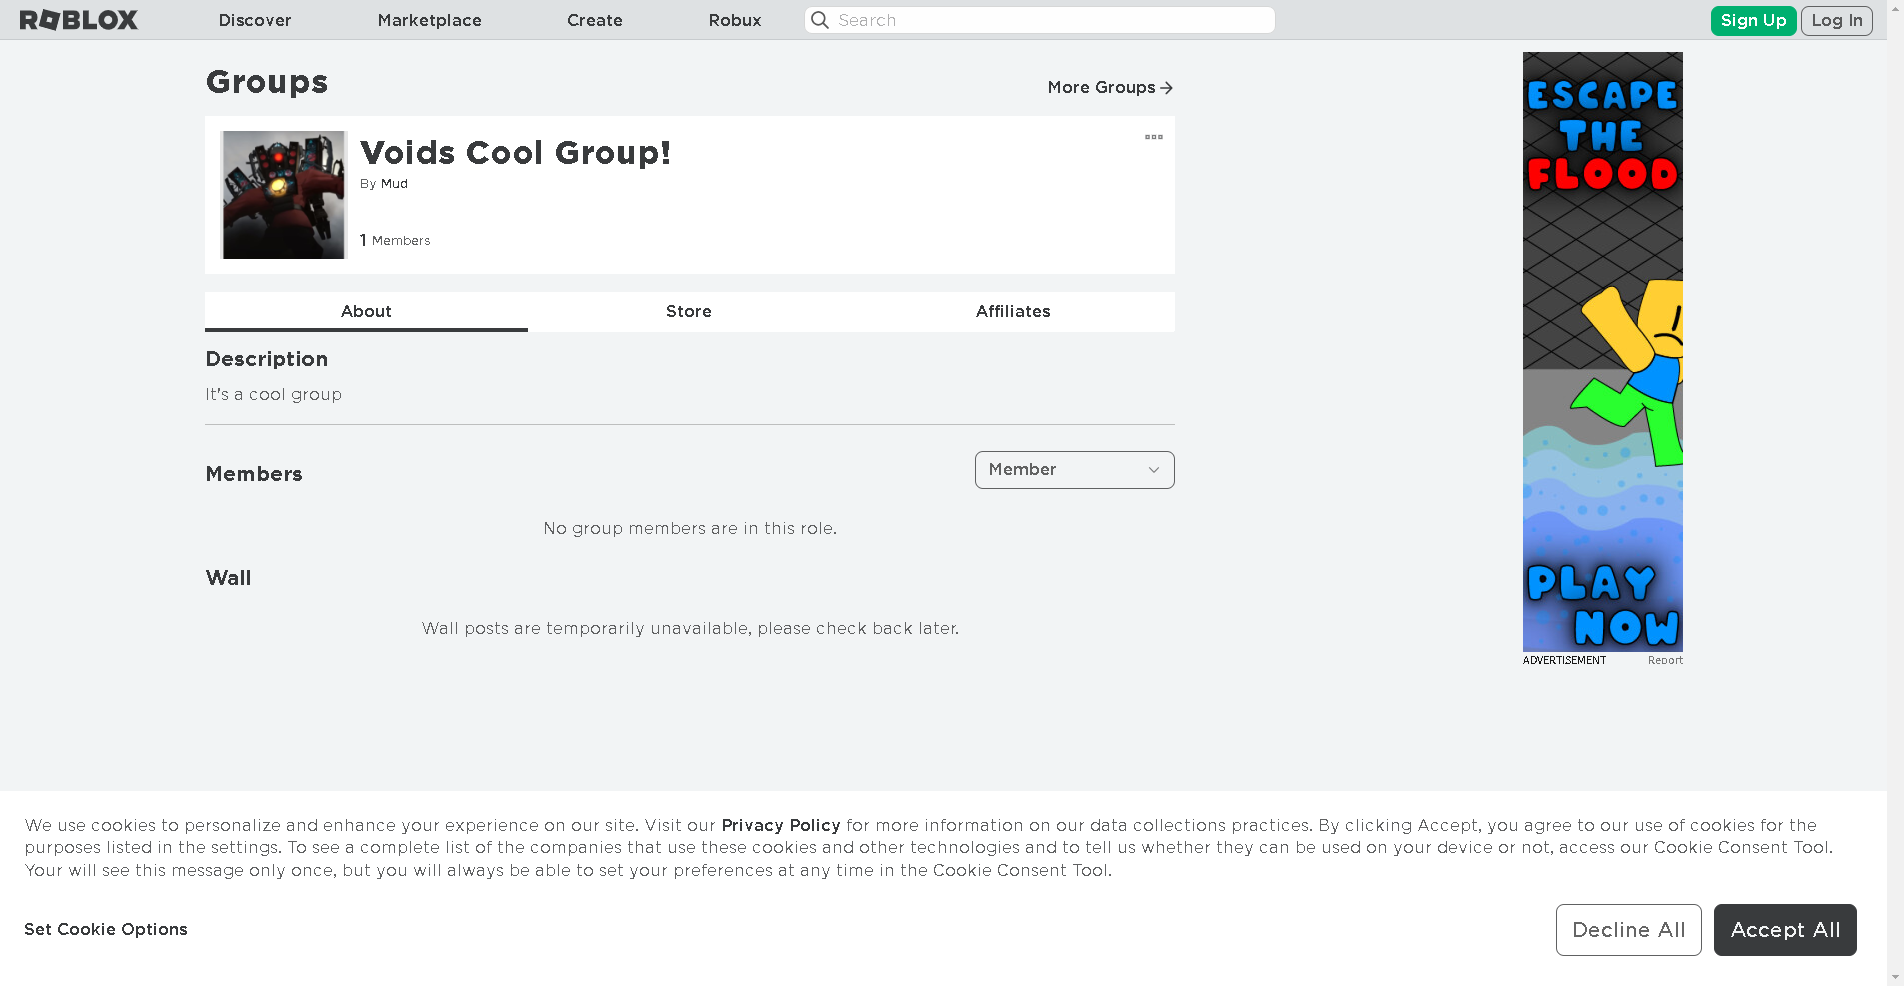 ROBLOX
Discover
Marketplace
Create
Robux
Search
Sign Up
Log In
Groups
More Groups
Voids Cool Group!
By Mud
1 Members
About
Store
Affiliates
Description
It's a cool group
Members
Member
No group members are in this role.
Wall
Wall posts are temporarily unavailable, please check back later.
ESCAPE
THE
FLOOD
PLAY
NOW
ADVERTISEMENT
Report
We use cookies to personalize and enhance your experience on our site. Visit our Privacy Policy for more information on our data collections practices. By clicking Accept, you agree to our use of cookies for the
purposes listed in the settings. To see a complete list of the companies that use these cookies and other technologies and to tell us whether they can be used on your device or not, access our Cookie Consent Tool.
Your will see this message only once, but you will always be able to set your preferences at any time in the Cookie Consent Tool.
Set Cookie Options
Decline All
Accept All